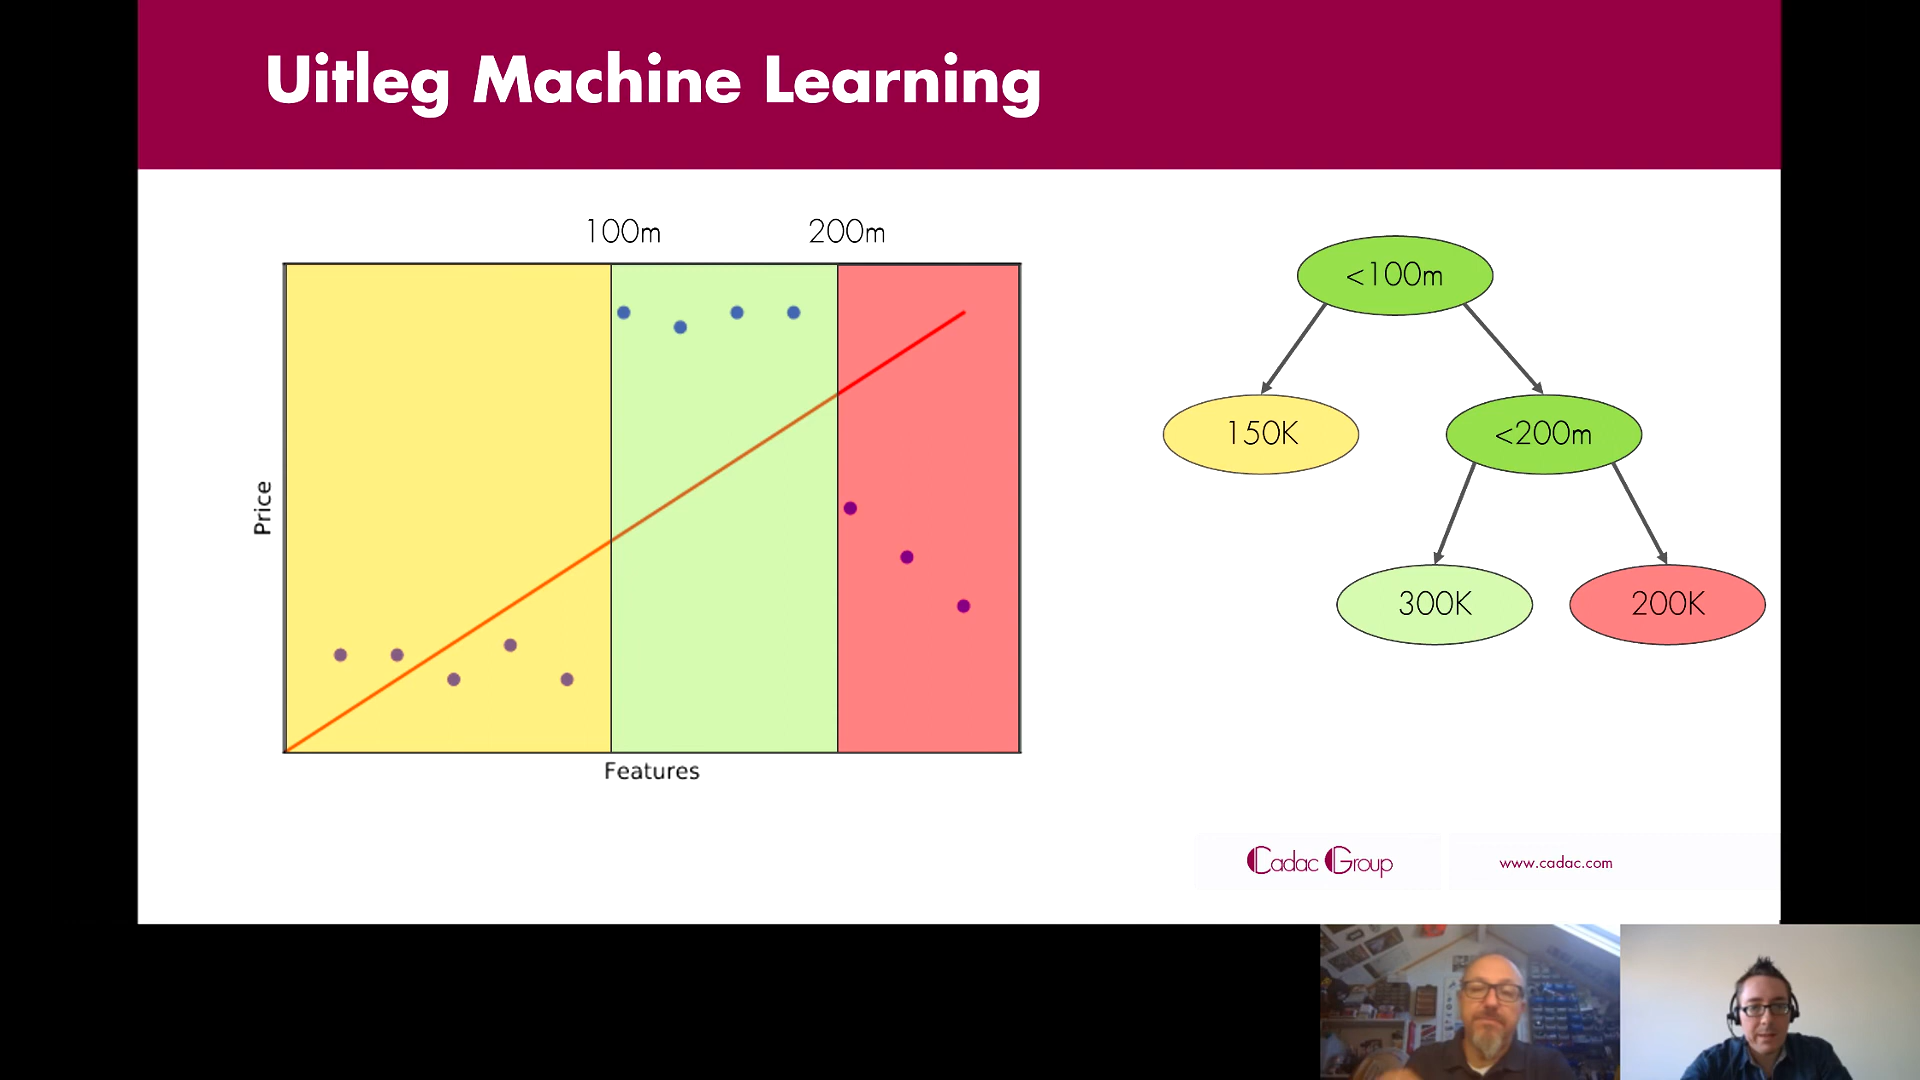 Uitleg Machine Learning
100m
200m
Price
Features
<100m
150K
<200m
300K
200K
Cadac Group
www.cadac.com